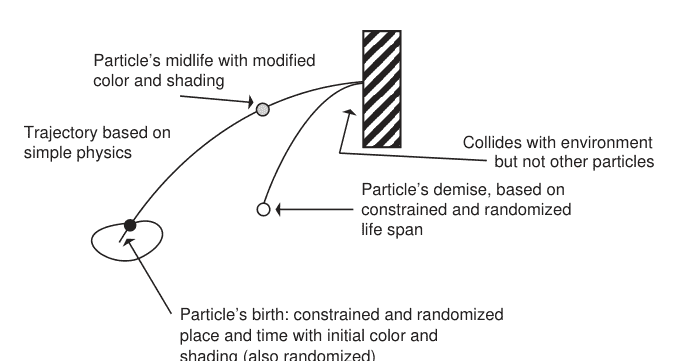 Particle's midlife with modified
color and shading
Trajectory based on
simple physics
Collides with environment
but not other particles
Particle's demise, based on
constrained and randomized
life span
Particle's birth: constrained and randomized
place and time with initial color and
shading (also randomized)